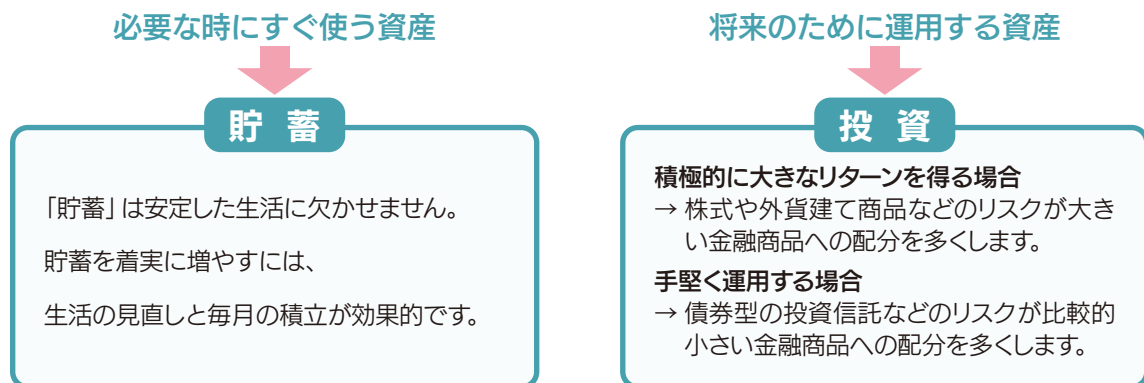 必要な時にすぐ使う資産
貯 蓄
「貯蓄」は安定した生活に欠かせません。
貯蓄を着実に増やすには、
生活の見直しと毎月の積立が効果的です。
将来のために運用する資産
投 資
積極的に大きなリターンを得る場合
→ 株式や外貨建て商品などのリスクが大き
い金融商品への配分を多くします。
手堅く運用する場合
→ 債券型の投資信託などのリスクが比較的
小さい金融商品への配分を多くします。